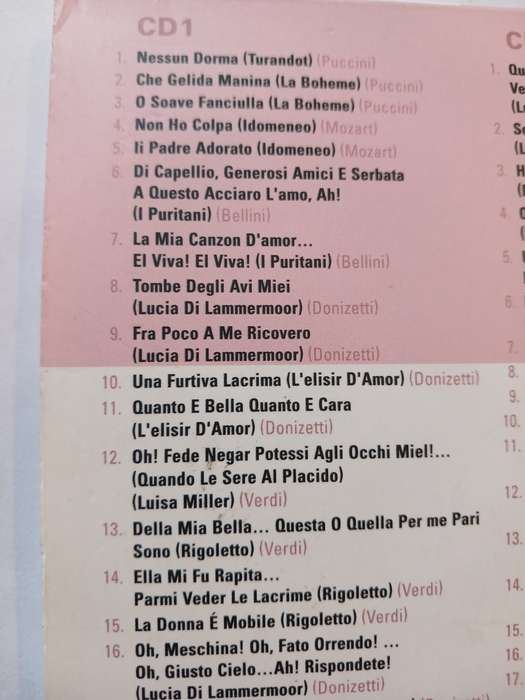 CD 1
1. Nessun Dorma (Turandot) (Puccini)
2. Che Gelida Manina (La Boheme) (Puccini)
3. O Soave Fanciulla (La Boheme) (Puccini)
4. Non Ho Colpa (Idomeneo) (Mozart)
5. Ii Padre Adorato (Idomeneo) (Mozart)
6. Di Capellio, Generosi Amici E Serbata
A Questo Acciaro L'amo, Ah!
(I Puritani) (Bellini)
7. La Mia Canzon D'amor...
El Viva! El Viva! (I Puritani) (Bellini)
8. Tombe Degli Avi Miei
(Lucia Di Lammermoor) (Donizetti)
9. Fra Poco A Me Ricovero
(Lucia Di Lammermoor) (Donizetti)
10. Una Furtiva Lacrima (L'elisir D'Amor) (Donizetti)
11. Quanto E Bella Quanto E Cara
(L'elisir D'Amor) (Donizetti)
12. Oh! Fede Negar Potessi Agli Occhi Miel!...
(Quando Le Sere Al Placido)
(Luisa Miller) (Verdi)
13. Della Mia Bella... Questa O Quella Per me Pari
Sono (Rigoletto) (Verdi)
14. Ella Mi Fu Rapita...
Parmi Veder Le Lacrime (Rigoletto) (Verdi)
15. La Donna É Mobile (Rigoletto) (Verdi)
16. Oh, Meschina! Oh, Fato Orrendo! ...
Oh, Giusto Cielo...Ah! Rispondete!
(Lucia Di Lammermoor) (Donizetti)
1.
2.
3.
4.
5.
6.
7.
8.
9.
10.
11.
12.
13.
14.
15.
16.
17.